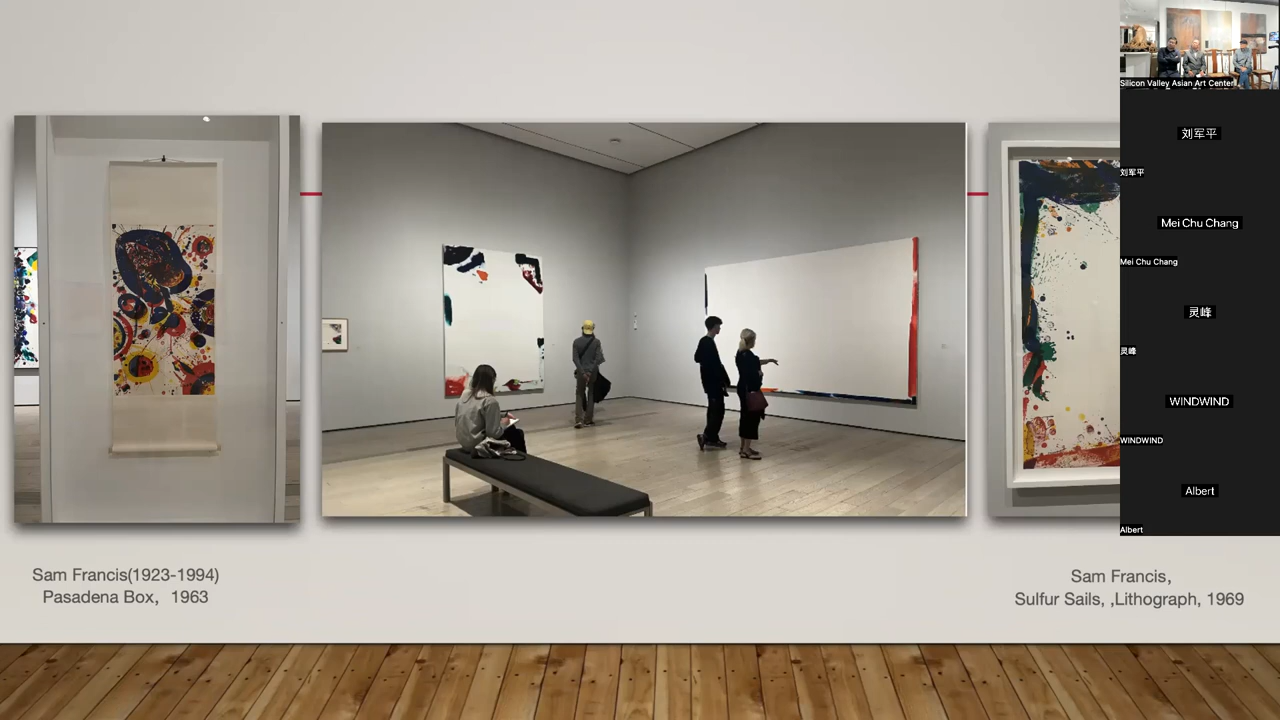 Silicon Valley Asian Art Center
刘军平
刘军平
Mei Chu Chang
Mei Chu Chang
灵峰
灵峰
WINDWIND
WINDWIND
Albert
Albert
Sam Francis(1923-1994)
Pasadena Box, 1963
Sam Francis,
Sulfur Sails, ,Lithograph, 1969